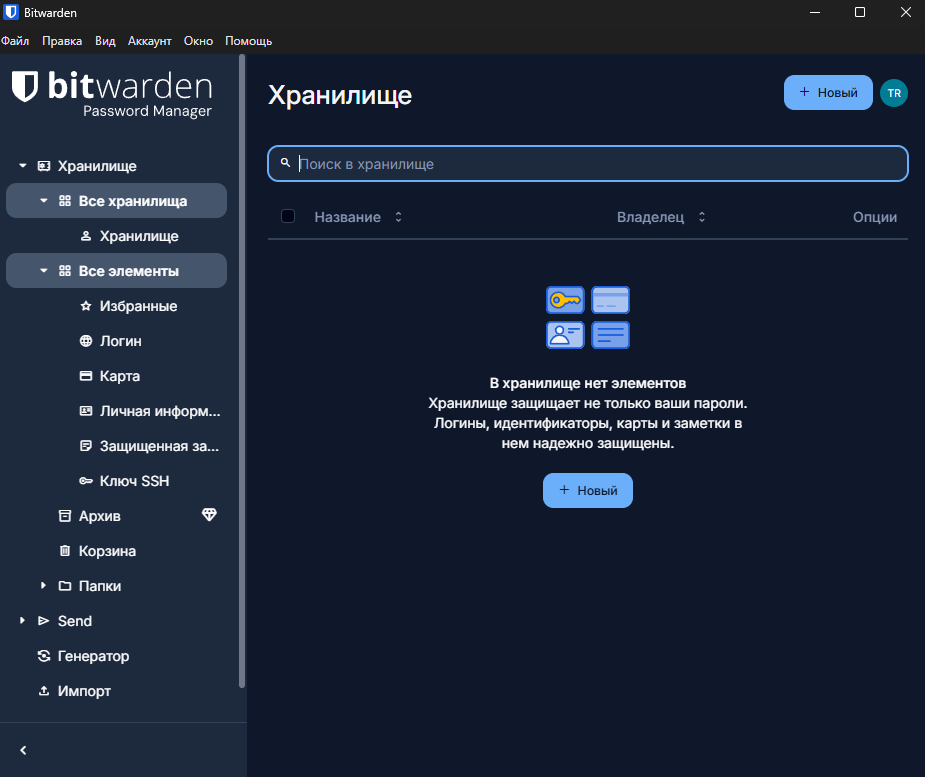 Bitwarden
Файл Правка Вид Аккаунт Окно Помощь
bitwarden
Password Manager
Хранилище
Все хранилища
Хранилище
Все элементы
Избранные
Логин
Карта
Личная информ...
Защищенная за...
Ключ SSH
Архив
Корзина
Папки
Send
Генератор
Импорт
Хранилище
Новый
TR
Поиск в хранилище
Название Владелец Опции
В хранилище нет элементов
Хранилище защищает не только ваши пароли.
Логины, идентификаторы, карты и заметки в
нем надежно защищены.
Новый